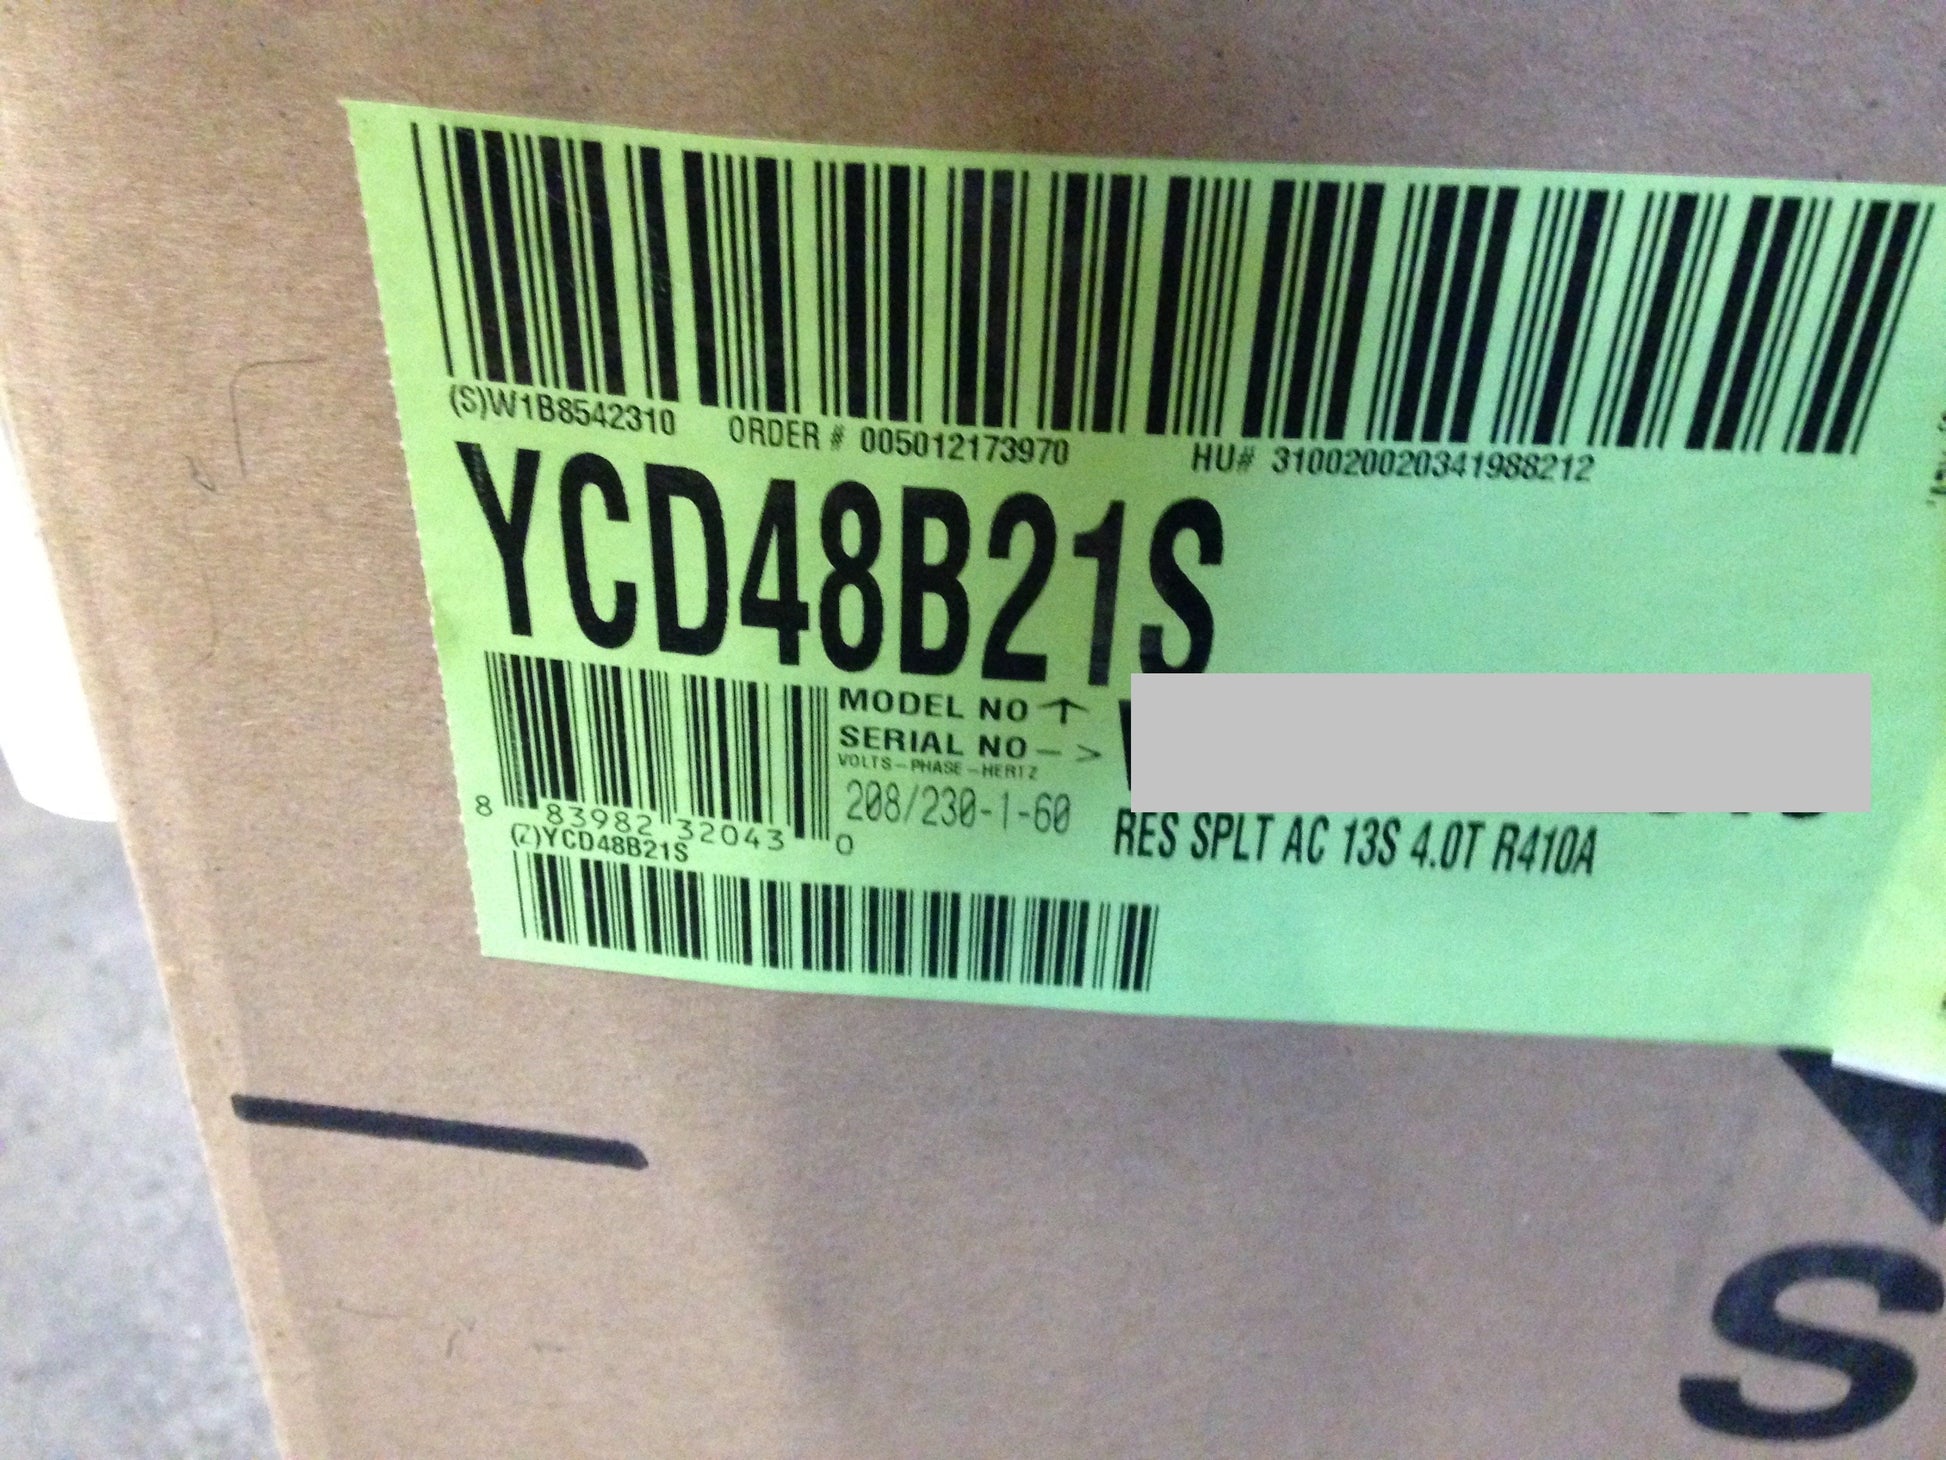 (S)W1B8542310 ORDER # 005012173970 HU# 310020020341988212
YCD48B21S
MODEL NO ↑
SERIAL NO - >
VOLTS-PHASE-HERTZ
208/230-1-60
8 83982 32043 0
(Z)YCD48B21S
RES SPLT AC 13S 4.0T R410A
S